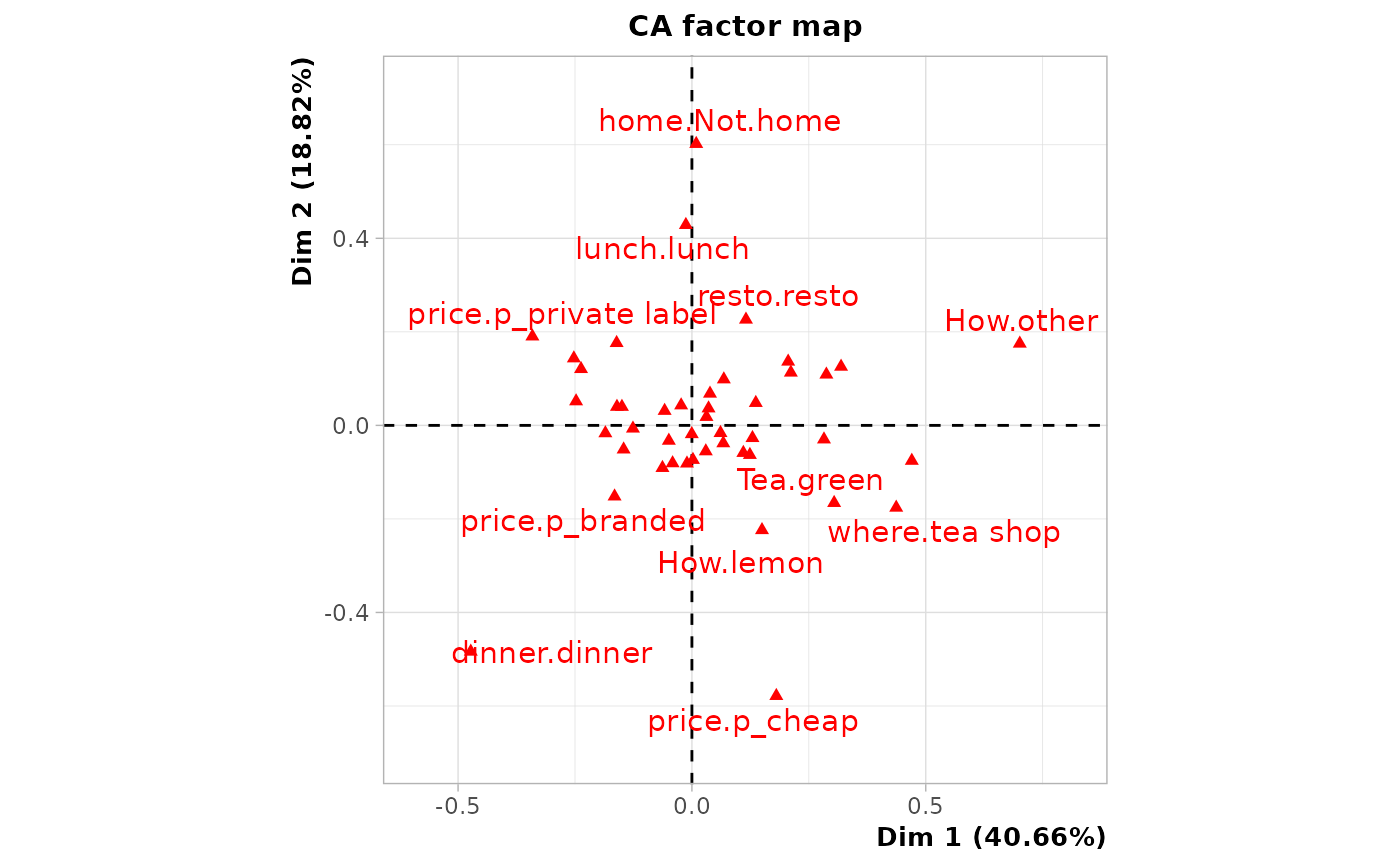 CA factor map
Dim 2 (18.82%)
home.Not.home
0.4
lunch.lunch
resto.resto
price.p_private label
How.other
0.0
Tea.green
price.p_branded
where.tea shop
How.lemon
-0.4
dinner.dinner
price.p_cheap
-0.5
0.0
0.5
Dim 1 (40.66%)